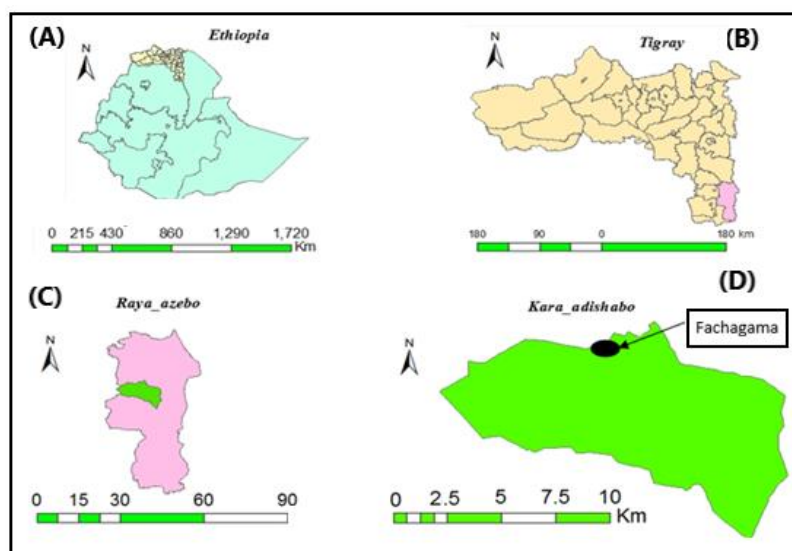 (A)
Ethiopia
N
0 215 430 860 1,290 1,720
Km
(B)
Tigray
N
180 90 0 180 km
(C)
Raya_azebo
N
0 15 30 60 90
(D)
Kara_adishabo
Fachagama
N
0 2.5 5 7.5 10
Km